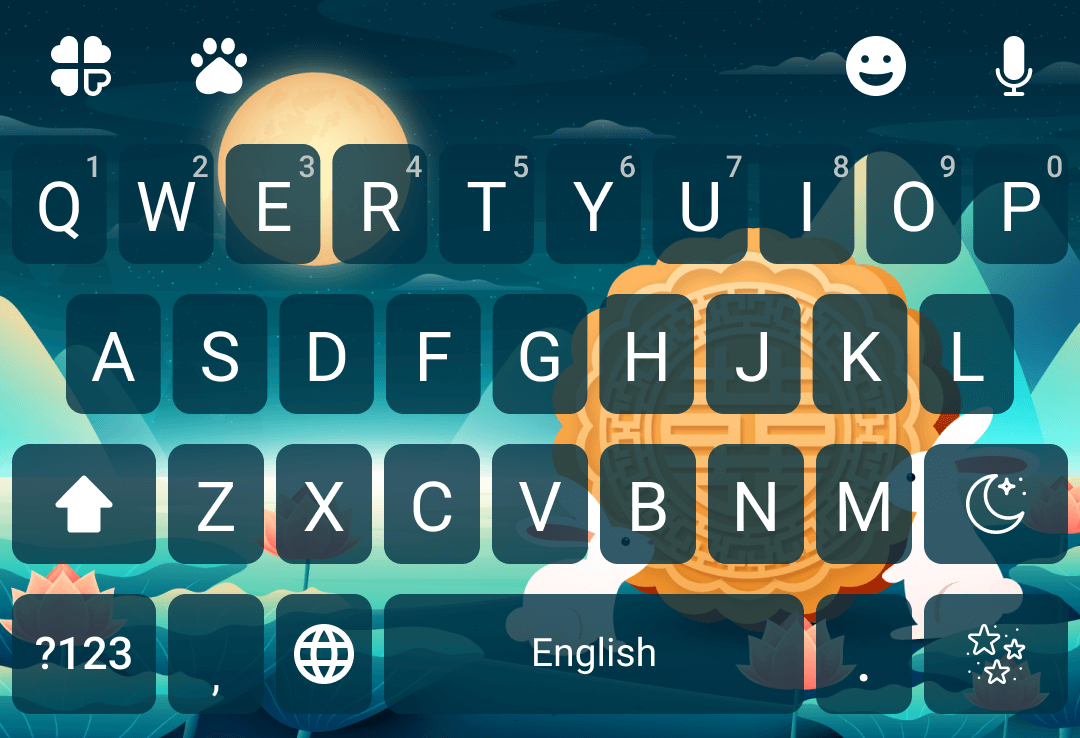 1 2 3 4 5 6 7 8 9 0
Q W E R T Y U I O P
A S D F G H J K L
Z X C V B N M
?123 , English .